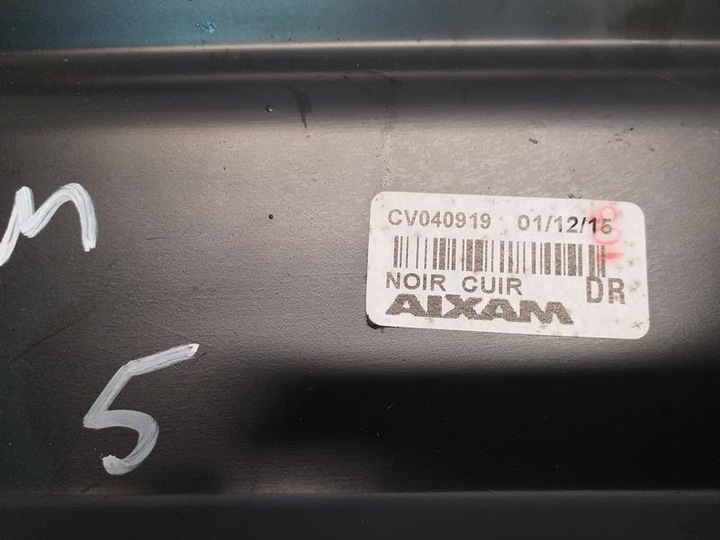 CV040919 01/12/15
NOIR CUIR DR
AIXAM
5